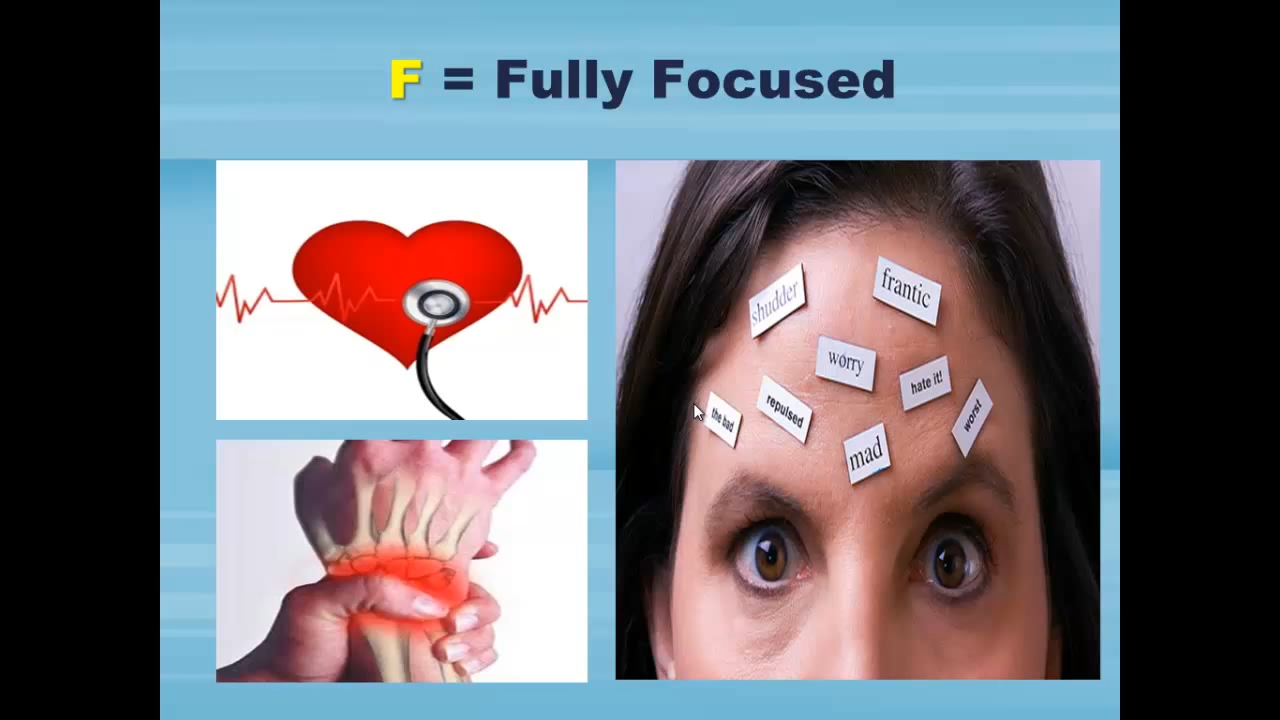 F = Fully Focused
shudder
frantic
worry
hate it!
the bad
repulsed
worst
mad